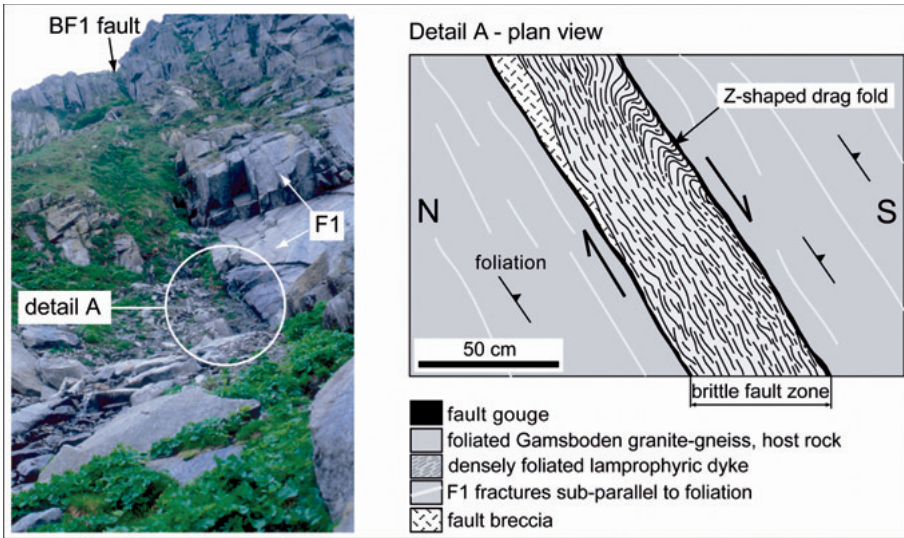 BF1 fault
F1
detail A
Detail A - plan view
Z-shaped drag fold
N
S
foliation
50 cm
brittle fault zone
fault gouge
foliated Gamsboden granite-gneiss, host rock
densely foliated lamprophyric dyke
F1 fractures sub-parallel to foliation
fault breccia